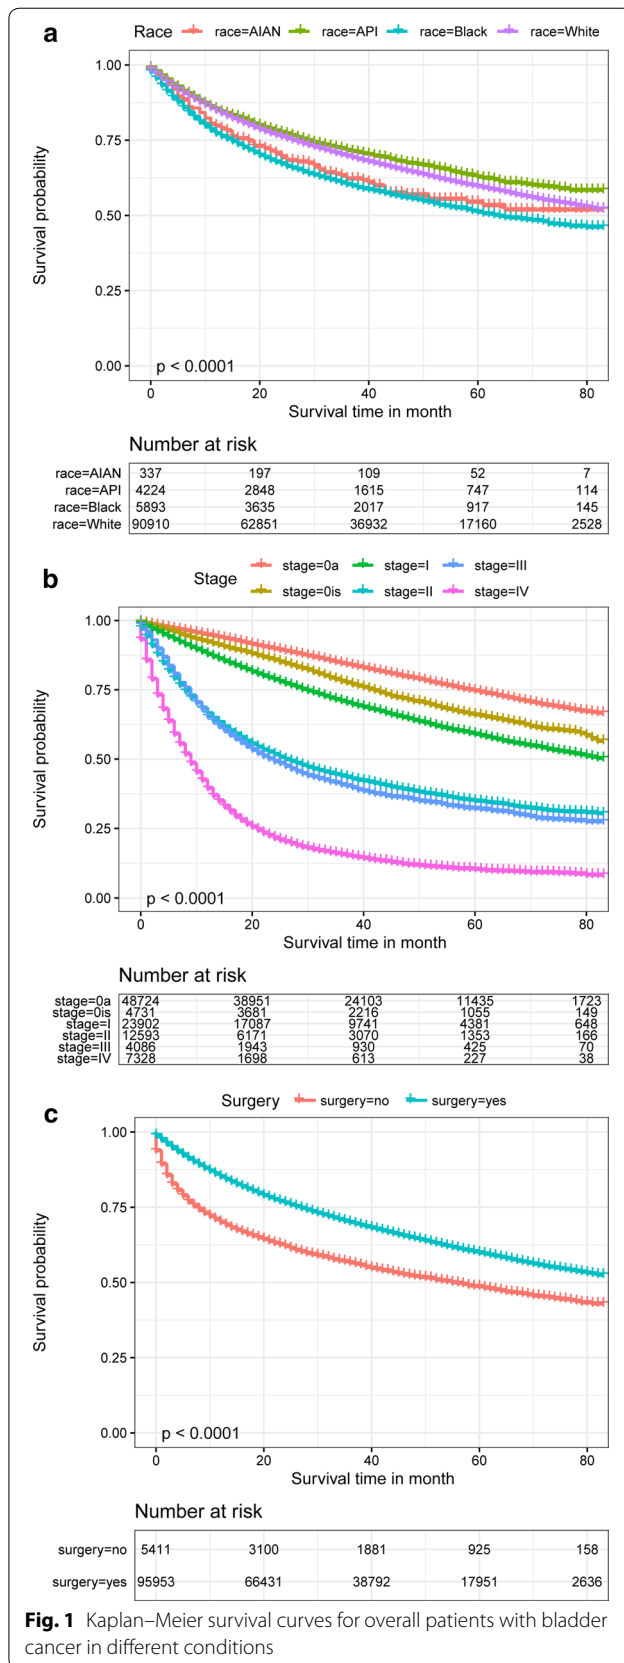 a
Race race=AIAN race=API race=Black race=White
1.00
0.75
0.50
0.25
0.00
Survival probability
p < 0.0001
0 20 40 60 80
Survival time in month
Number at risk
race=AIAN 337 197 109 52 7
race=API 4224 2848 1615 747 114
race=Black 5893 3635 2017 917 145
race=White 90910 62851 36932 17160 2528
b
Stage
stage=0a stage=I stage=III
stage=0is stage=II stage=IV
1.00
0.75
0.50
0.25
0.00
Survival probability
p < 0.0001
0 20 40 60 80
Survival time in month
Number at risk
stage=0a 48724 38951 24103 11435 1723
stage=0is 4731 3681 2216 1055 149
stage=I 23902 17087 9741 4381 648
stage=II 12593 6171 3070 1353 166
stage=III 4086 1943 930 425 70
stage=IV 7328 1698 613 227 38
c
Surgery surgery=no surgery=yes
1.00
0.75
0.50
0.25
0.00
Survival probability
p < 0.0001
0 20 40 60 80
Survival time in month
Number at risk
surgery=no 5411 3100 1881 925 158
surgery=yes 95953 66431 38792 17951 2636
Fig. 1 Kaplan–Meier survival curves for overall patients with bladder
cancer in different conditions